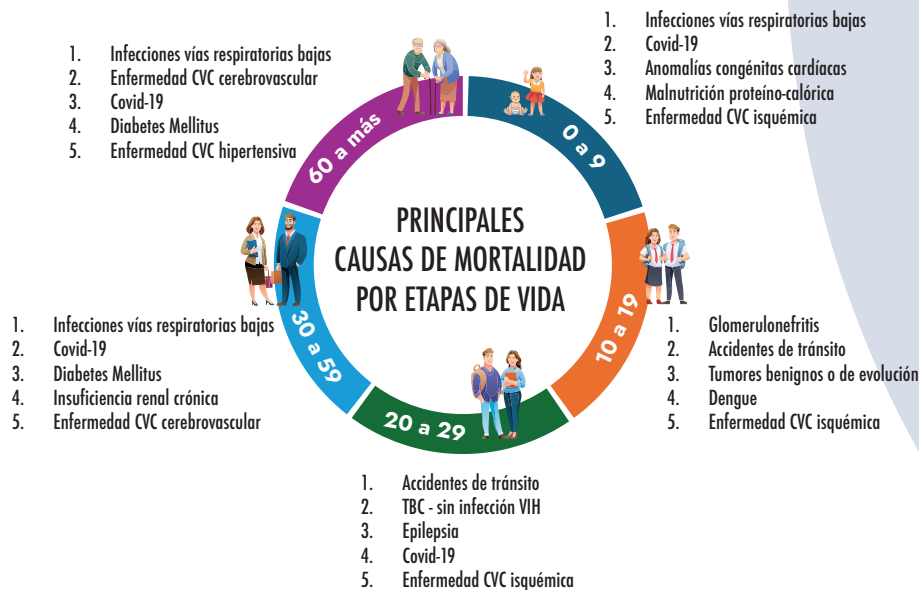 PRINCIPALES
CAUSAS DE MORTALIDAD
POR ETAPAS DE VIDA
0 a 9
1. Infecciones vías respiratorias bajas
2. Covid-19
3. Anomalías congénitas cardíacas
4. Malnutrición proteíno-calórica
5. Enfermedad CVC isquémica
10 a 19
1. Glomerulonefritis
2. Accidentes de tránsito
3. Tumores benignos o de evolución
4. Dengue
5. Enfermedad CVC isquémica
20 a 29
1. Accidentes de tránsito
2. TBC - sin infección VIH
3. Epilepsia
4. Covid-19
5. Enfermedad CVC isquémica
30 a 59
1. Infecciones vías respiratorias bajas
2. Covid-19
3. Diabetes Mellitus
4. Insuficiencia renal crónica
5. Enfermedad CVC cerebrovascular
60 a más
1. Infecciones vías respiratorias bajas
2. Enfermedad CVC cerebrovascular
3. Covid-19
4. Diabetes Mellitus
5. Enfermedad CVC hipertensiva